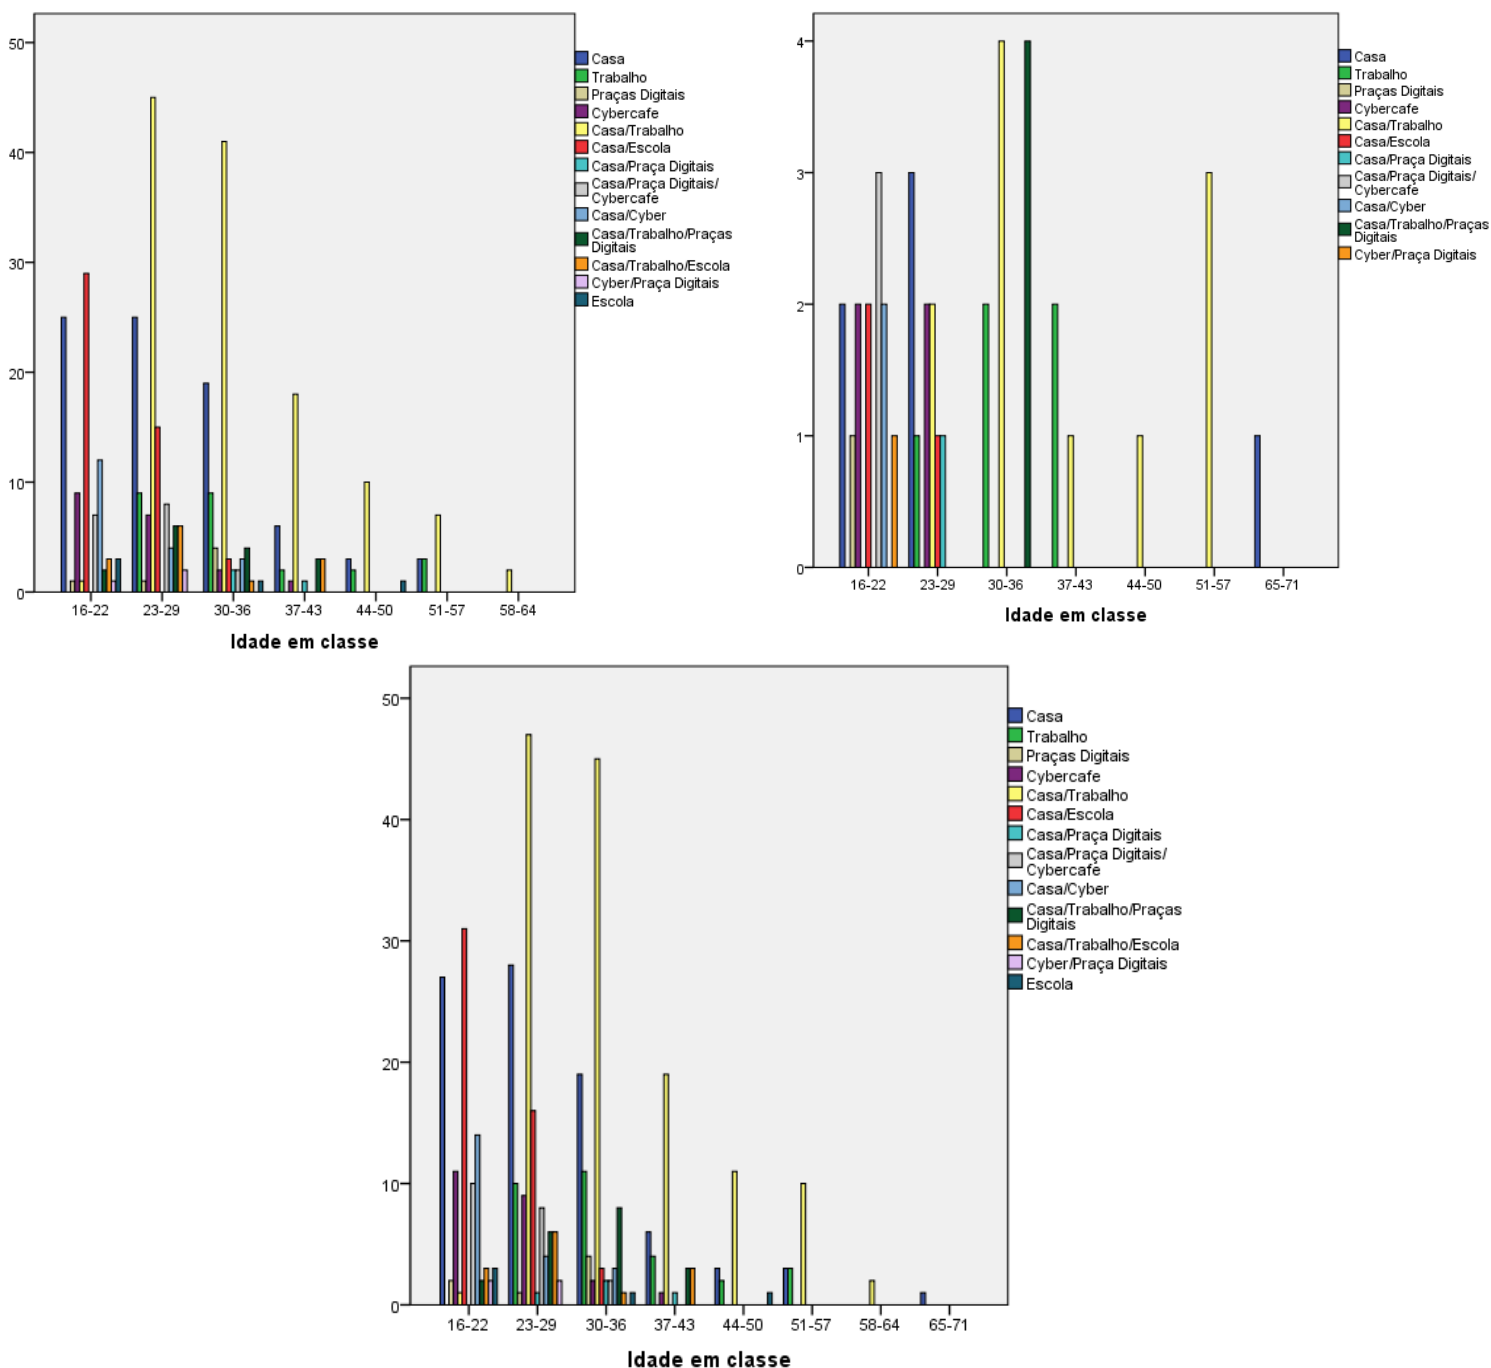 50
40
30
20
10
0
16-22
23-29
30-36
37-43
44-50
51-57
58-64
Idade em classe
Casa
Trabalho
Praças Digitais
Cybercafe
Casa/Trabalho
Casa/Escola
Casa/Praça Digitais
Casa/Praça Digitais/
Cybercafe
Casa/Cyber
Casa/Trabalho/Praças
Digitais
Casa/Trabalho/Escola
Cyber/Praça Digitais
Escola
4
3
2
1
0
16-22
23-29
30-36
37-43
44-50
51-57
65-71
Idade em classe
Casa
Trabalho
Praças Digitais
Cybercafe
Casa/Trabalho
Casa/Escola
Casa/Praça Digitais
Casa/Praça Digitais/
Cybercafe
Casa/Cyber
Casa/Trabalho/Praças
Digitais
Cyber/Praça Digitais
50
40
30
20
10
0
16-22
23-29
30-36
37-43
44-50
51-57
58-64
65-71
Idade em classe
Casa
Trabalho
Praças Digitais
Cybercafe
Casa/Trabalho
Casa/Escola
Casa/Praça Digitais
Casa/Praça Digitais/
Cybercafe
Casa/Cyber
Casa/Trabalho/Praças
Digitais
Casa/Trabalho/Escola
Cyber/Praça Digitais
Escola